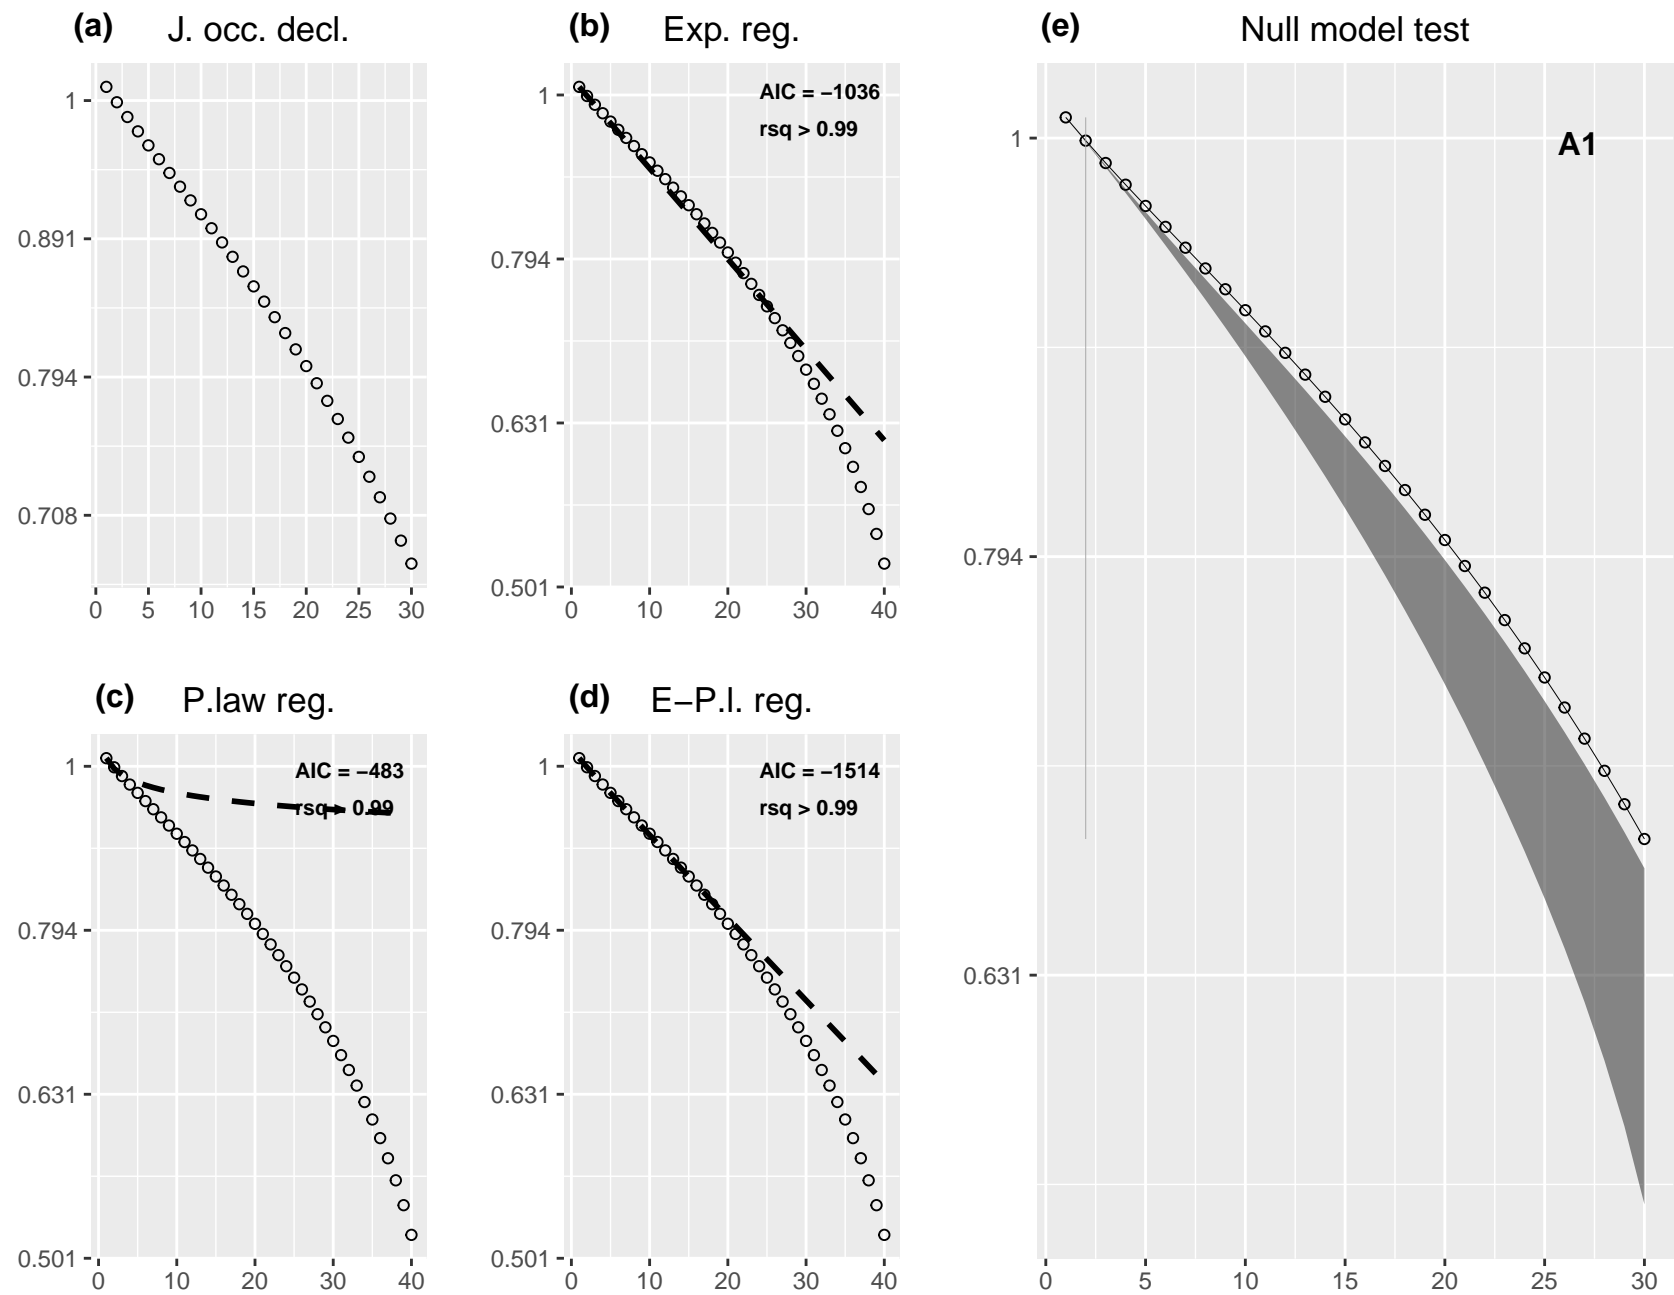 (a) J. occ. decl.
1
0.891
0.794
0.708
0 5 10 15 20 25 30
(b) Exp. reg.
AIC = −1036
rsq > 0.99
1
0.794
0.631
0.501
0 10 20 30 40
(c) P.law reg.
AIC = −483
rsq > 0.99
1
0.794
0.631
0.501
0 10 20 30 40
(d) E−P.l. reg.
AIC = −1514
rsq > 0.99
1
0.794
0.631
0.501
0 10 20 30 40
(e) Null model test
A1
1
0.794
0.631
0 5 10 15 20 25 30